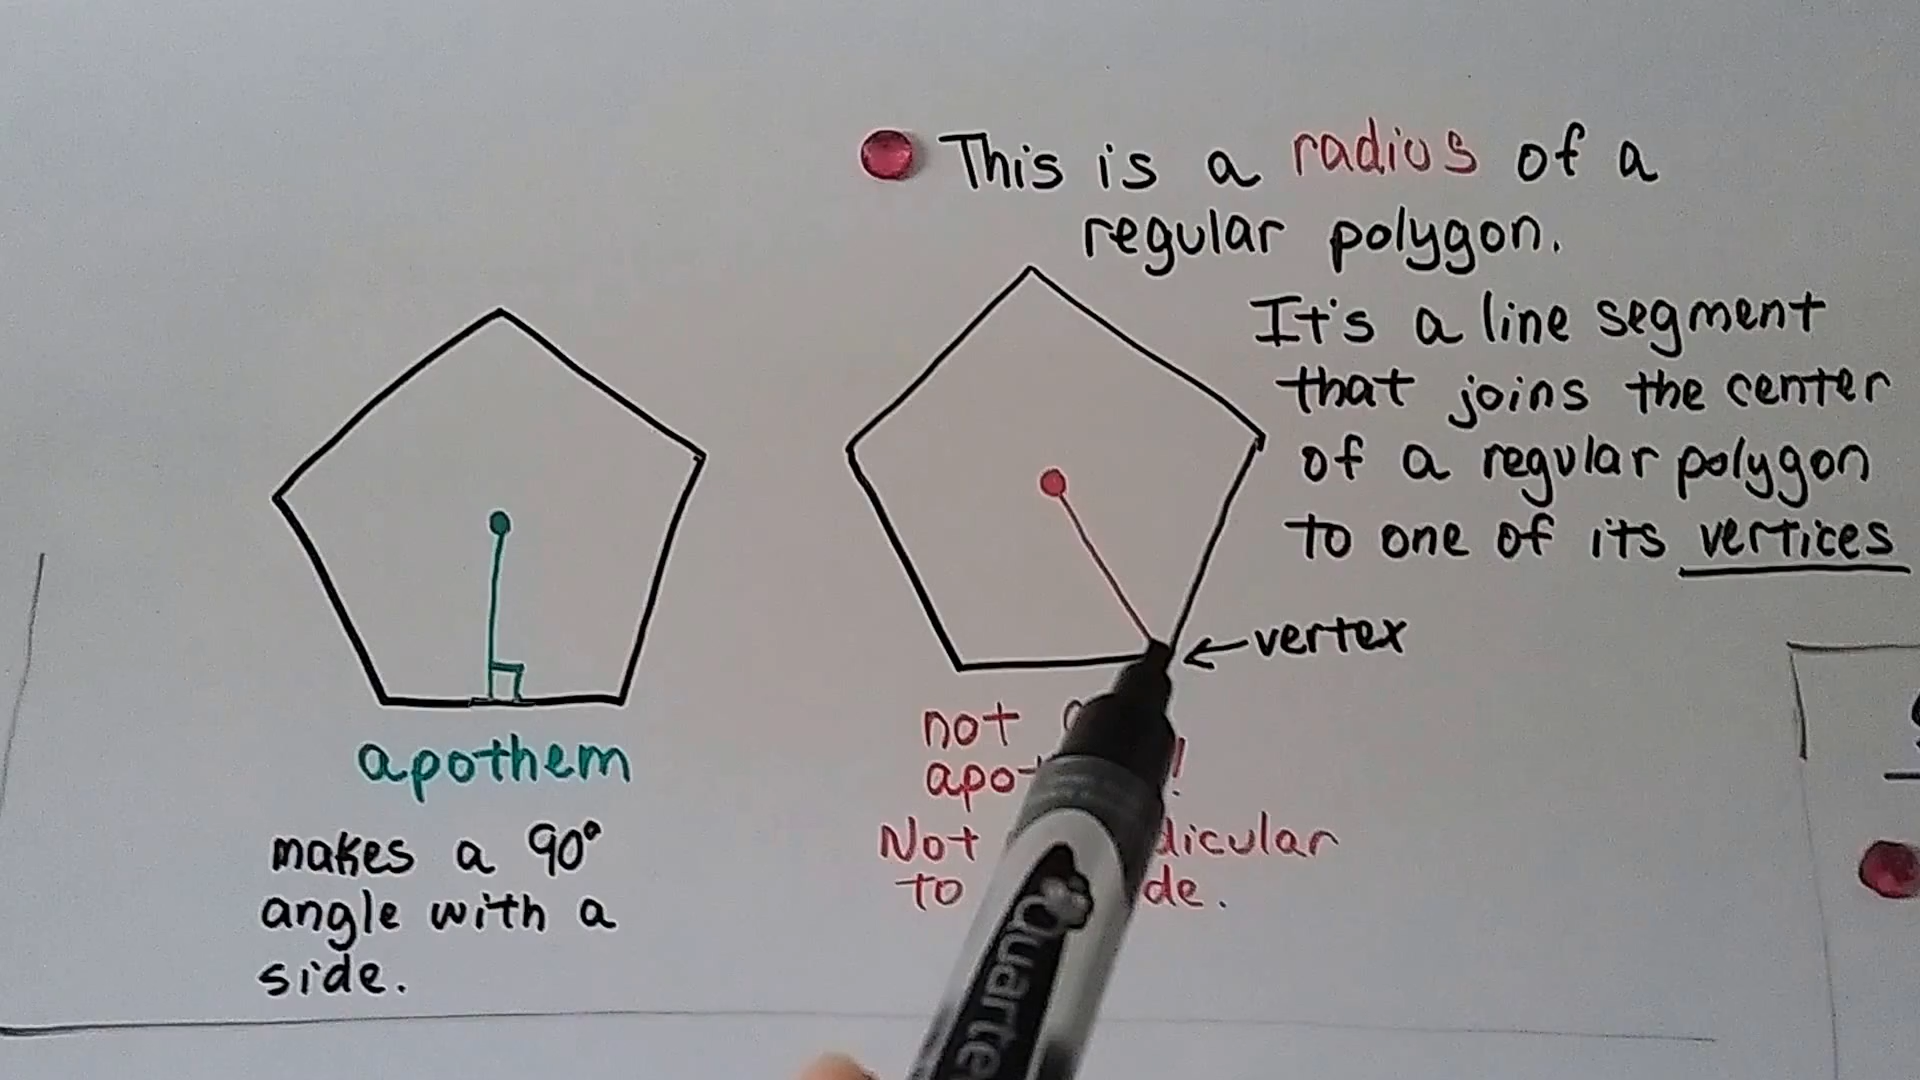 This is a radius of a
regular polygon.
It's a line segment
that joins the center
of a regular polygon
to one of its vertices
vertex
apothem
makes a 90°
angle with a
side.
not
apo !
Not dicular
to de.
Quarte